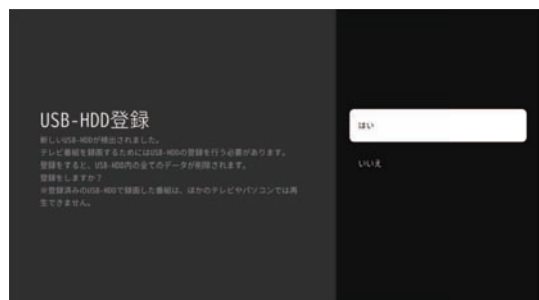 USB-HDD登録
新しいUSB-HDDが検出されました。
テレビ番組を録画するためにはUSB-HDDの登録を行う必要があります。
登録をすると、USB-HDD内の全てのデータが削除されます。
登録をしますか？
※登録済みのUSB-HDDで録画した番組は、ほかのテレビやパソコンでは再
生できません。
はい
いいえ